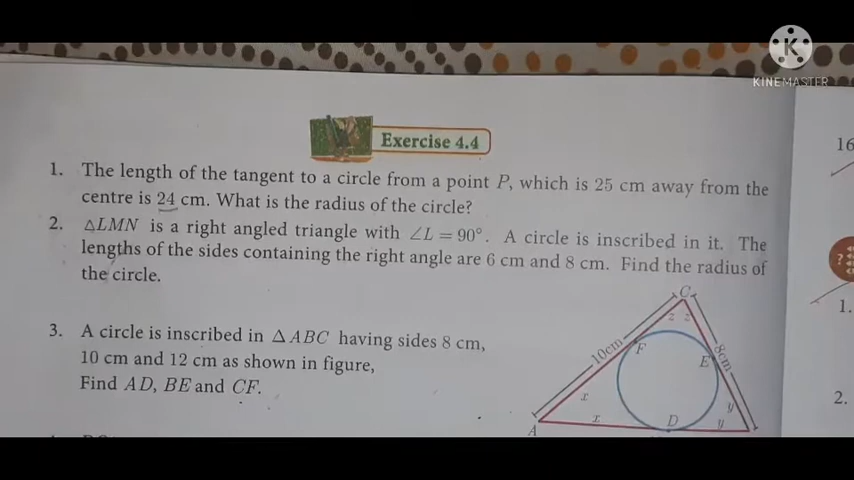 K
KINEMASTER
Exercise 4.4
16
1. The length of the tangent to a circle from a point P, which is 25 cm away from the
centre is 24 cm. What is the radius of the circle?
2. △LMN is a right angled triangle with ∠L = 90°. A circle is inscribed in it. The
lengths of the sides containing the right angle are 6 cm and 8 cm. Find the radius of
the circle.
?
1.
3. A circle is inscribed in △ABC having sides 8 cm,
10 cm and 12 cm as shown in figure,
Find AD, BE and CF.
2.
C
z z
10cm
F
E
8cm
x
y
x
D
y
A